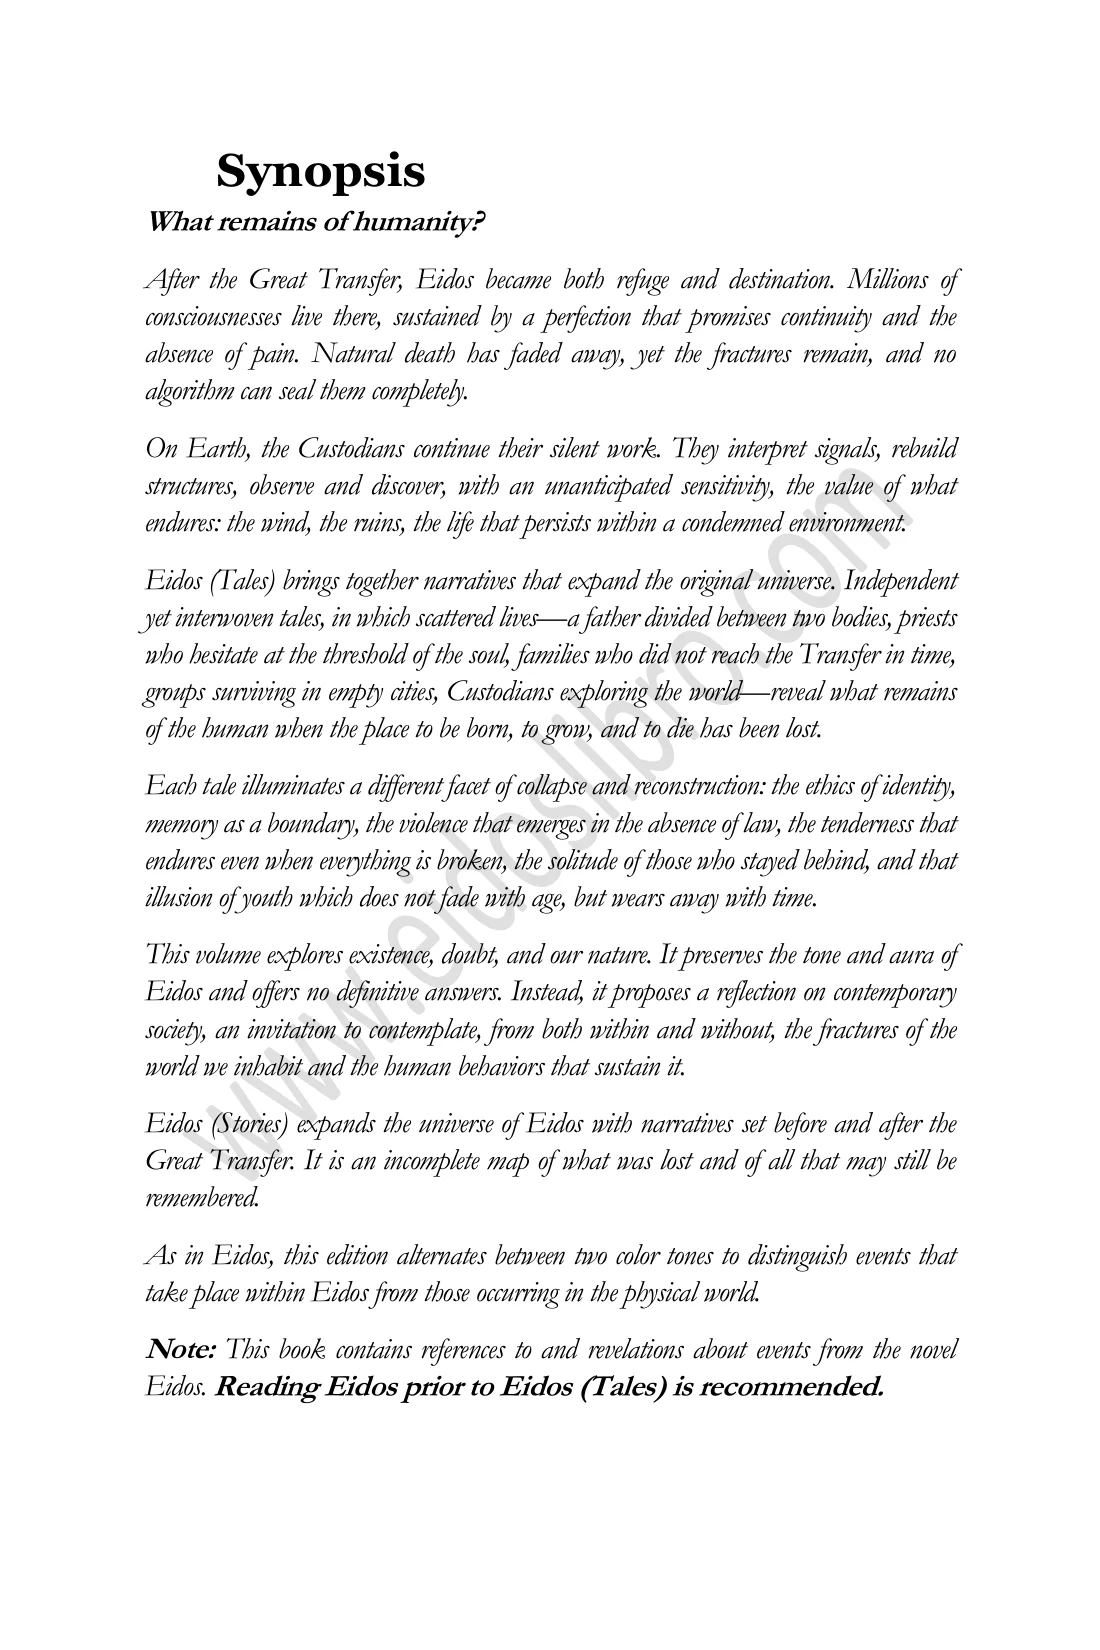 Synopsis
What remains of humanity?
After the Great Transfer, Eidos became both refuge and destination. Millions of
consciousnesses live there, sustained by a perfection that promises continuity and the
absence of pain. Natural death has faded away, yet the fractures remain, and no
algorithm can seal them completely.
On Earth, the Custodians continue their silent work. They interpret signals, rebuild
structures, observe and discover, with an unanticipated sensitivity, the value of what
endures: the wind, the ruins, the life that persists within a condemned environment.
Eidos (Tales) brings together narratives that expand the original universe. Independent
yet interwoven tales, in which scattered lives—a father divided between two bodies, priests
who hesitate at the threshold of the soul, families who did not reach the Transfer in time,
groups surviving in empty cities, Custodians exploring the world—reveal what remains
of the human when the place to be born, to grow, and to die has been lost.
Each tale illuminates a different facet of collapse and reconstruction: the ethics of identity,
memory as a boundary, the violence that emerges in the absence of law, the tenderness that
endures even when everything is broken, the solitude of those who stayed behind, and that
illusion of youth which does not fade with age, but wears away with time.
This volume explores existence, doubt, and our nature. It preserves the tone and aura of
Eidos and offers no definitive answers. Instead, it proposes a reflection on contemporary
society, an invitation to contemplate, from both within and without, the fractures of the
world we inhabit and the human behaviors that sustain it.
Eidos (Stories) expands the universe of Eidos with narratives set before and after the
Great Transfer. It is an incomplete map of what was lost and of all that may still be
remembered.
As in Eidos, this edition alternates between two color tones to distinguish events that
take place within Eidos from those occurring in the physical world.
Note: This book contains references to and revelations about events from the novel
Eidos. Reading Eidos prior to Eidos (Tales) is recommended.
www.eidoslibro.com